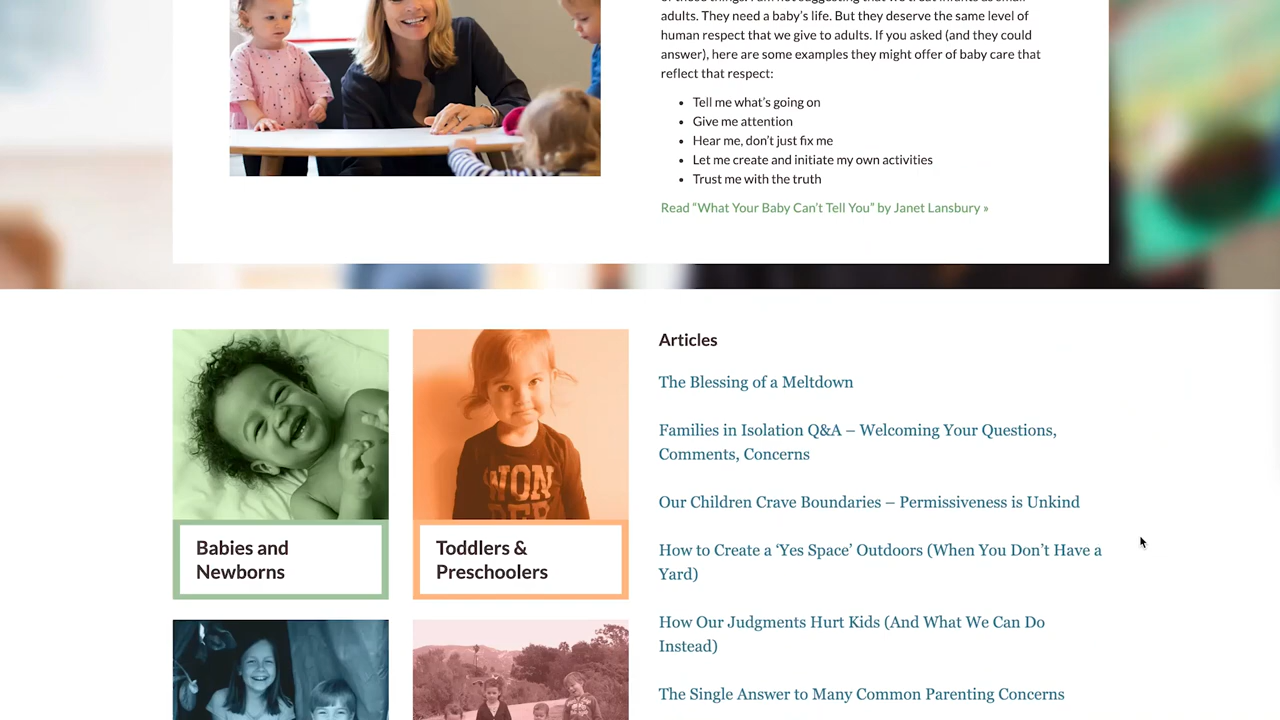 adults. They need a baby’s life. But they deserve the same level of
human respect that we give to adults. If you asked (and they could
answer), here are some examples they might offer of baby care that
reflect that respect:
• Tell me what’s going on
• Give me attention
• Hear me, don’t just fix me
• Let me create and initiate my own activities
• Trust me with the truth
Read “What Your Baby Can’t Tell You” by Janet Lansbury »
Babies and
Newborns
WON
DER
Toddlers &
Preschoolers
Articles
The Blessing of a Meltdown
Families in Isolation Q&A – Welcoming Your Questions,
Comments, Concerns
Our Children Crave Boundaries – Permissiveness is Unkind
How to Create a ‘Yes Space’ Outdoors (When You Don’t Have a
Yard)
How Our Judgments Hurt Kids (And What We Can Do
Instead)
The Single Answer to Many Common Parenting Concerns